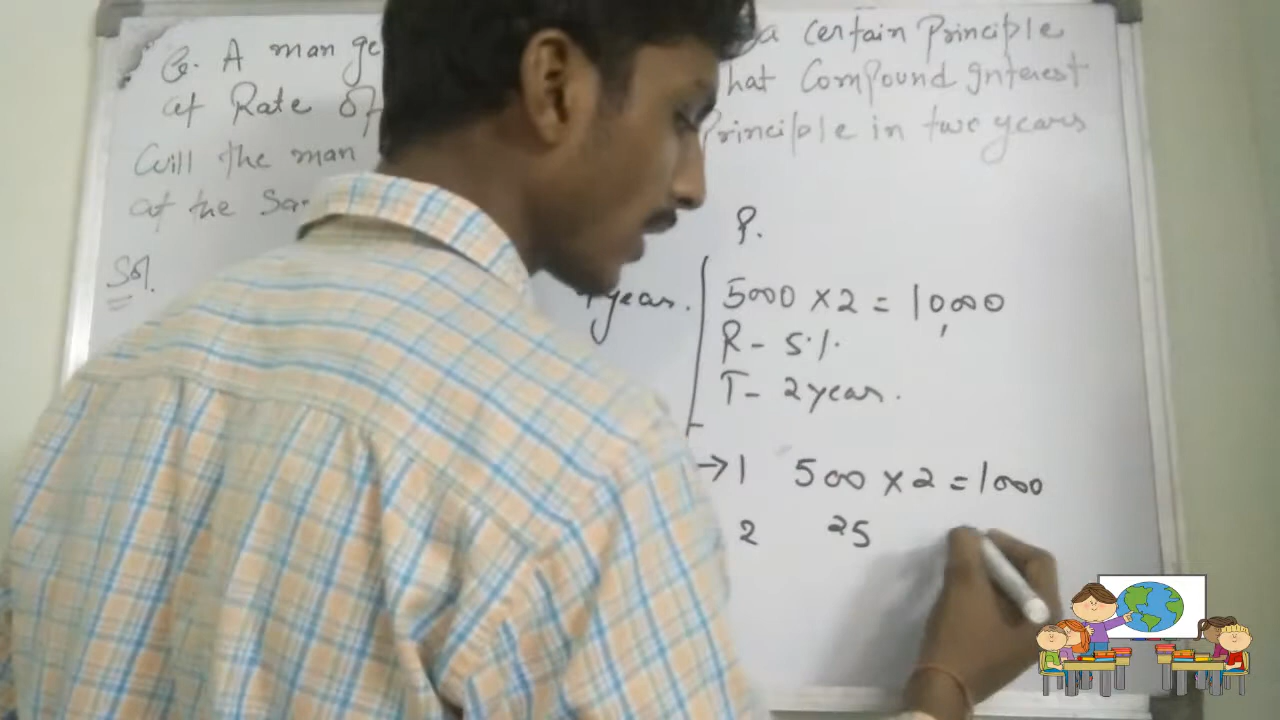 Q. A man ge a certain Principle
at Rate Of hat Compound Interest
Will the man Principle in two years
at the Sa
Sol.
P.
year. 5000 × 2 = 10,000
R - 5%.
T - 2 year.
→ 1 500 × 2 = 1000
2 25